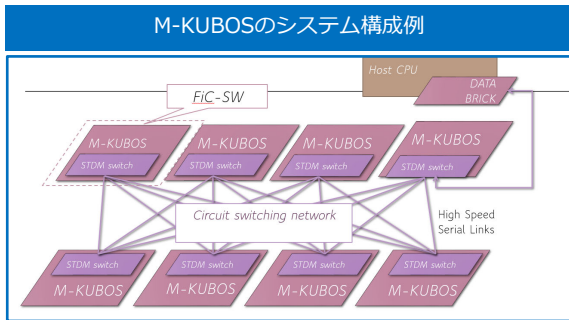 M-KUBOSのシステム構成例
Host CPU
DATA
BRICK
FiC-SW
M-KUBOS
STDM switch
M-KUBOS
STDM switch
M-KUBOS
STDM switch
M-KUBOS
STDM switch
Circuit switching network
High Speed
Serial Links
STDM switch
M-KUBOS
STDM switch
M-KUBOS
STDM switch
M-KUBOS
STDM switch
M-KUBOS